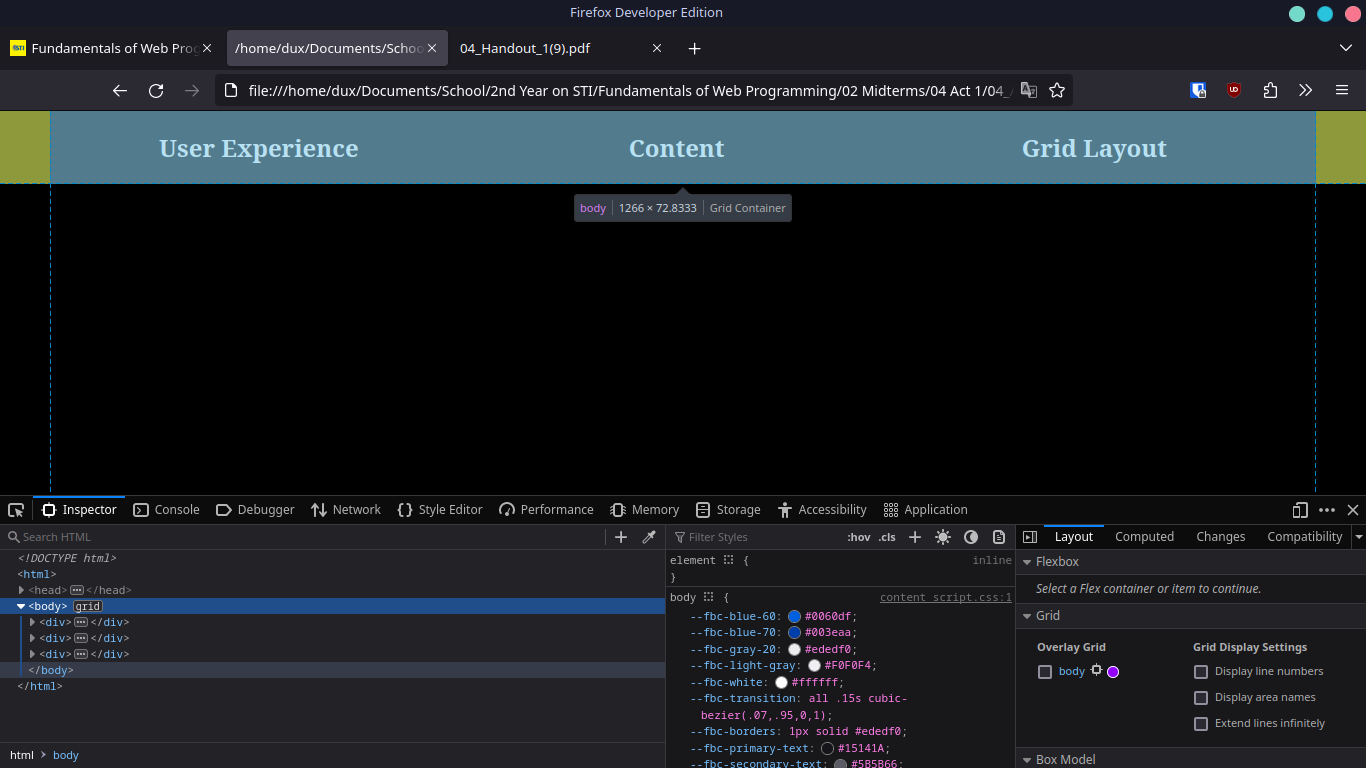 Firefox Developer Edition
Fundamentals of Web Prog
/home/dux/Documents/Schoo
04_Handout_1(9).pdf
file:///home/dux/Documents/School/2nd Year on STI/Fundamentals of Web Programming/02 Midterms/04 Act 1/04_
User Experience Content Grid Layout
body 1266 × 72.8333 Grid Container
Inspector Console Debugger Network Style Editor Performance Memory Storage Accessibility Application
Search HTML
<!DOCTYPE html>
<html>
<head> </head>
<body> grid
<div> </div>
<div> </div>
<div> </div>
</body>
</html>
html > body
Filter Styles :hov .cls
element { inline
}
body { content_script.css:1
--fbc-blue-60: #0060df;
--fbc-blue-70: #003eaa;
--fbc-gray-20: #ededf0;
--fbc-light-gray: #F0F0F4;
--fbc-white: #ffffff;
--fbc-transition: all .15s cubic-
bezier(.07,.95,0,1);
--fbc-borders: 1px solid #ededf0;
--fbc-primary-text: #15141A;
--fbc-secondary-text: #5B5B66;
Layout Computed Changes Compatibility
Flexbox
Select a Flex container or item to continue.
Grid
Overlay Grid
body
Grid Display Settings
Display line numbers
Display area names
Extend lines infinitely
Box Model